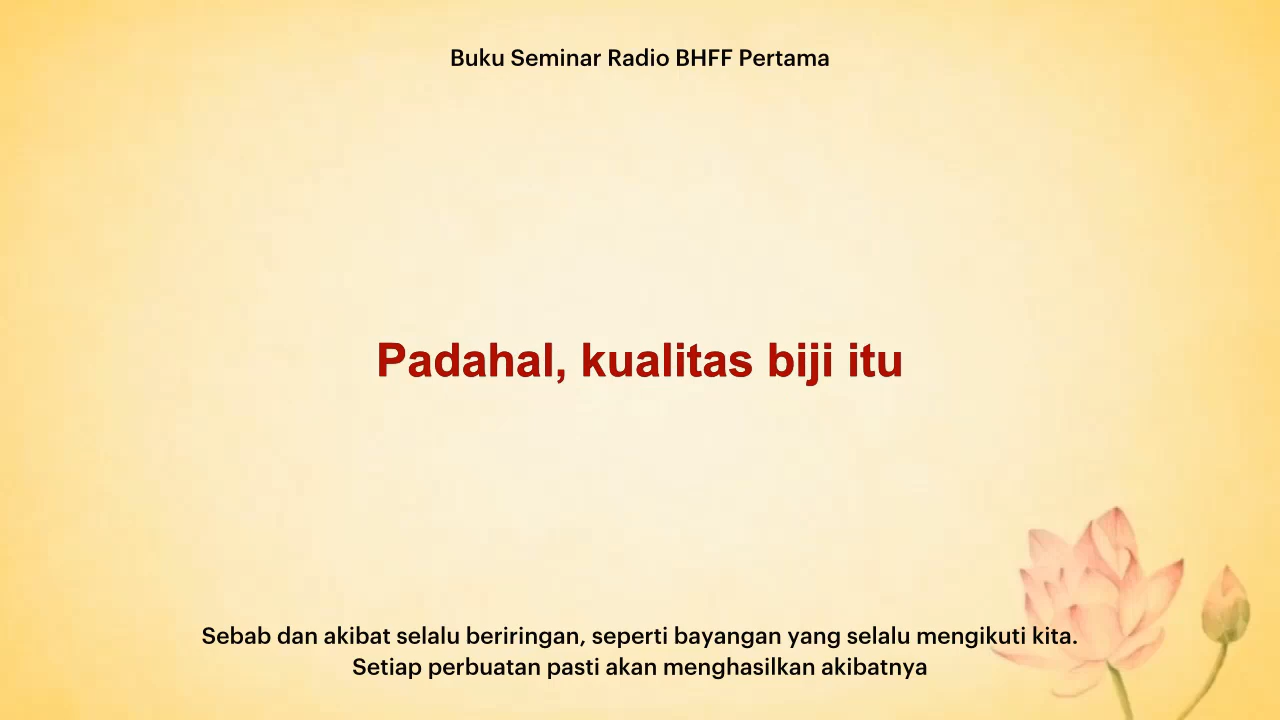 Buku Seminar Radio BHFF Pertama
Padahal, kualitas biji itu
Sebab dan akibat selalu beriringan, seperti bayangan yang selalu mengikuti kita.
Setiap perbuatan pasti akan menghasilkan akibatnya